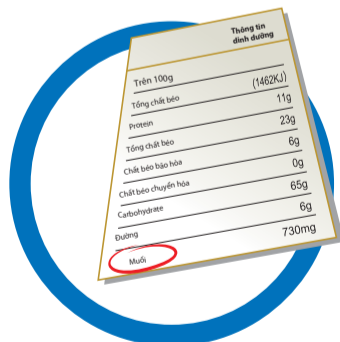 Thông tin
dinh dưỡng
Trên 100g
Tổng chất béo (1462KJ)
Protein 11g
Tổng chất béo 23g
Chất béo bảo hòa 6g
Chất béo chuyển hóa 0g
Carbohydrate 65g
Đường 6g
Muối 730mg